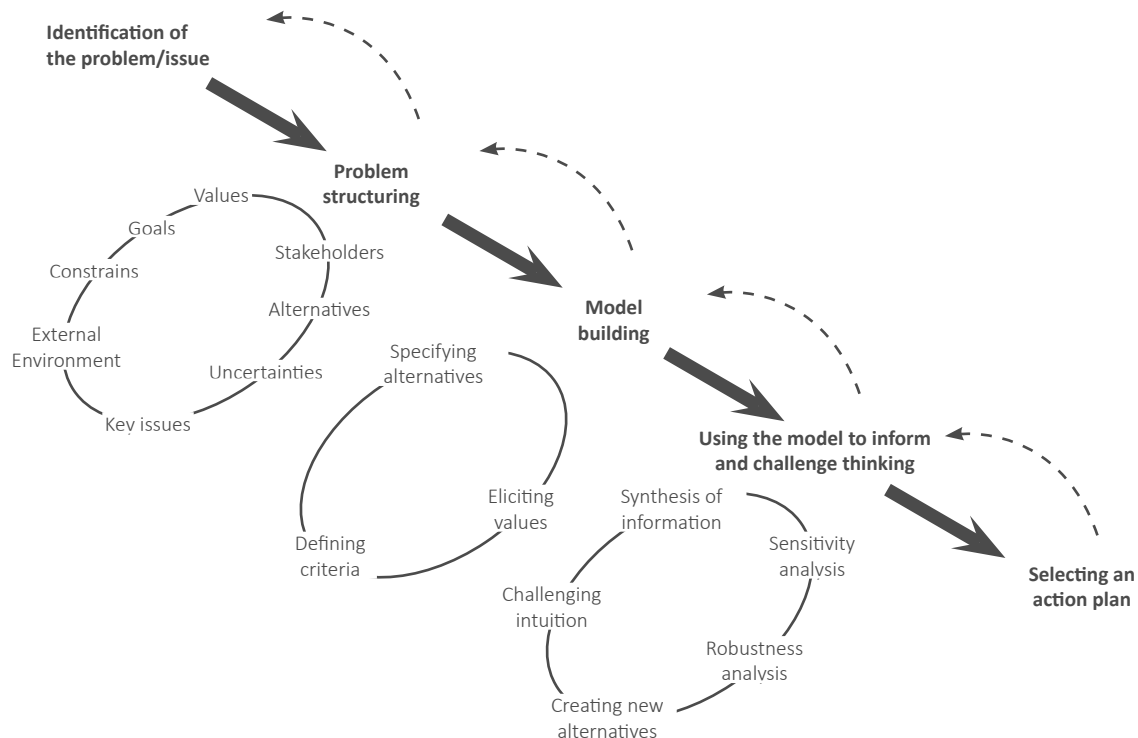 Identification of
the problem/issue
Problem
structuring
Values
Goals
Stakeholders
Constrains
Alternatives
External
Environment
Uncertainties
Key issues
Model
building
Specifying
alternatives
Eliciting
values
Defining
criteria
Using the model to inform
and challenge thinking
Synthesis of
information
Sensitivity
analysis
Challenging
intuition
Robustness
analysis
Creating new
alternatives
Selecting an
action plan